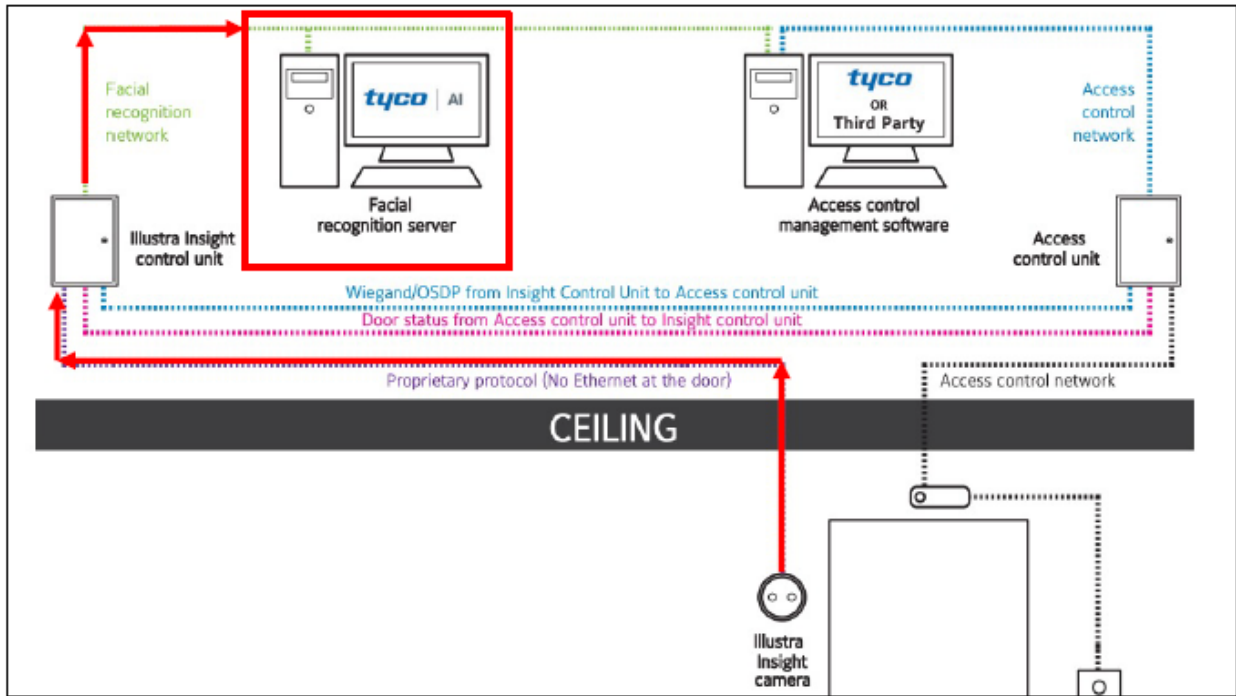 Facial
recognition
network
tyco | AI
Facial
recognition server
tyco
OR
Third Party
Access control
management software
Access
control
network
Illustra Insight
control unit
Access
control unit
Wiegand/OSDP from Insight Control Unit to Access control unit
Door status from Access control unit to Insight control unit
Proprietary protocol (No Ethernet at the door)
Access control network
CEILING
Illustra
Insight
camera